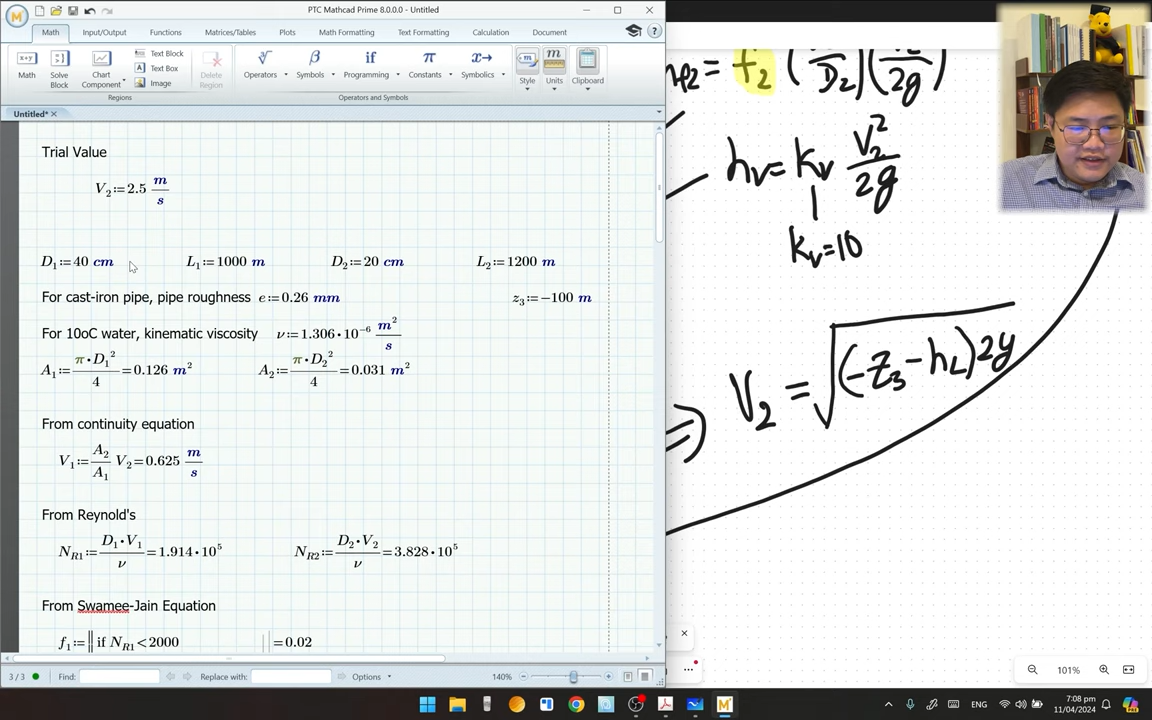 PTC Mathcad Prime 8.0.0.0 - Untitled
Math Input/Output Functions Matrices/Tables Plots Math Formatting Text Formatting Calculation Document
Math Solve Block Chart Component Text Block Text Box Image Delete Region Operators Symbols Programming Constants Symbolics Style Units Clipboard
Regions Operators and Symbols
Untitled*
Trial Value
V₂:=2.5 m/s
D₁:=40 cm L₁:=1000 m D₂:=20 cm L₂:=1200 m
For cast-iron pipe, pipe roughness e:=0.26 mm z₃:=−100 m
For 10oC water, kinematic viscosity ν:=1.306•10⁻⁶ m²/s
A₁:=π•D₁²/4=0.126 m² A₂:=π•D₂²/4=0.031 m²
From continuity equation
V₁:=A₂/A₁ V₂=0.625 m/s
From Reynold's
N_R1:=D₁•V₁/ν=1.914•10⁵ N_R2:=D₂•V₂/ν=3.828•10⁵
From Swamee-Jain Equation
f₁:=‖ if N_R1<2000 =0.02
3 / 3 Find: Replace with: Options 140%
D₂ 2g
h_v = k_v V₂²/2g
k_v=10
⇒ V₂ = √(−z₃−h_L)2g
101%
ENG 7:08 pm
11/04/2024